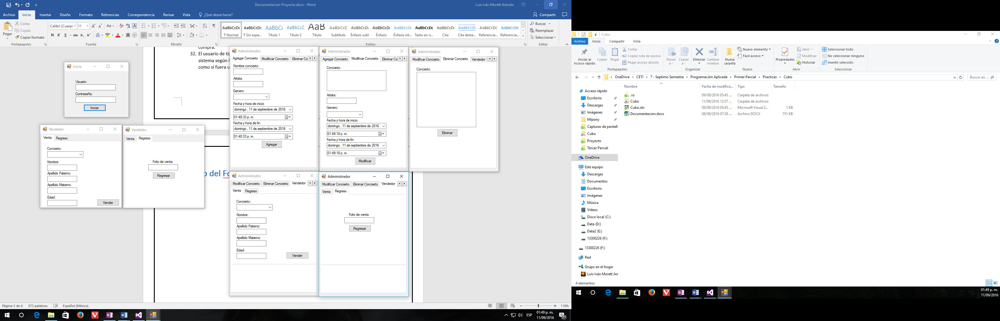 Documentacion Proyecto.docx - Word
Luis Iván Morett Arévalo
Archivo Inicio Insertar Diseño Formato Referencias Correspondencia Revisar Vista ¿Qué desea hacer? Compartir
Pegar
Cortar
Copiar
Copiar formato
Portapapeles
Calibri (Cuerpo 11
N K S abc x₂ x²
Fuente
Párrafo
AaBbCcDc AaBbCcDc AaBbCc AaBbCcD AaB AaBbCcD AaBbCcDc AaBbCcDc AaBbCcDc AaBbCcDc AaBbCcDc AaBbCcDc AaBbCcDc AaBbCcDc
¶ Normal ¶ Sin espa... Título 1 Título 2 Título Subtítulo Énfasis sutil Énfasis Énfasis int... Texto en n... Cita Cita desta... Referencia... Referencia...
Estilos
Buscar
Reemplazar
Seleccionar
Editar
compra.
32. El usuario de tip
sistema según l
como si fuera u
o del Fo
Inicio
Usuario:
Contraseña:
Iniciar
Vendedor
Venta Regreso
Concierto:
Nombre:
Apellido Paterno:
Apellido Materno:
Edad:
Vender
Vendedor
Venta Regreso
Folio de venta
Regresar
Administrador
Agregar Concierto Modificar Concierto Eliminar Co
Nombre concierto:
Artista:
Genero:
Fecha y hora de inicio
domingo , 11 de septiembre de 2016
01:48:33 p. m.
Fecha y hora de fin
domingo , 11 de septiembre de 2016
01:48:33 p. m.
Agregar
Administrador
Agregar Concierto Modificar Concierto Eliminar Co
Concierto:
Artista:
Genero:
Fecha y hora de inicio
domingo , 11 de septiembre de 2016
01:49:18 p. m.
Fecha y hora de fin
domingo , 11 de septiembre de 2016
01:49:18 p. m.
Modificar
Administrador
Modificar Concierto Eliminar Concierto Vendedor
Concierto:
Eliminar
Administrador
Modificar Concierto Eliminar Concierto Vendedor
Venta Regreso
Concierto:
Nombre:
Apellido Paterno:
Apellido Materno:
Edad:
Vender
Administrador
Modificar Concierto Eliminar Concierto Vendedor
Venta Regreso
Folio de venta
Regresar
Página 3 de 6 573 palabras Español (México)
116%
ESP
01:49 p. m.
11/09/2016
21
Cubo
Archivo Inicio Compartir Vista
Anclar al
Acceso rápido
Copiar
Pegar
Cortar
Copiar ruta de acceso
Pegar acceso directo
Portapapeles
Mover
a
Copiar
a
Eliminar
Cambiar
nombre
Organizar
Nueva
carpeta
Nuevo elemento
Fácil acceso
Nuevo
Propiedades
Abrir
Modificar
Historial
Abrir
Seleccionar todo
No seleccionar ninguno
Invertir selección
Seleccionar
OneDrive CETI 7 - Septimo Semestre Programación Aplicada Primer Parcial Practicas Cubo
Buscar en ...
Nombre Fecha de modifica... Tipo Tamaño
.vs 09/09/2016 05:45 ... Carpeta de archivos
Cubo 11/09/2016 12:57 ... Carpeta de archivos
Cubo.sln 09/09/2016 05:45 ... Microsoft Visual S... 1 KB
Documentacion.docx 08/09/2016 07:38 ... Archivo DOCX 731 KB
Acceso rápido
Escritorio
Descargas
Imágenes
Mipony
Capturas de pantall
Cubo
Proyecto
Tercer Parcial
OneDrive
Este equipo
Descargas
Documentos
Escritorio
Imágenes
Música
Vídeos
Disco local (C:)
Data (D:)
Data2 (E:)
13300226 (F:)
13300226 (F:)
Red
Grupo en el hogar
Luis Iván Morett Are
4 elementos
01:49 p. m.
11/09/2016